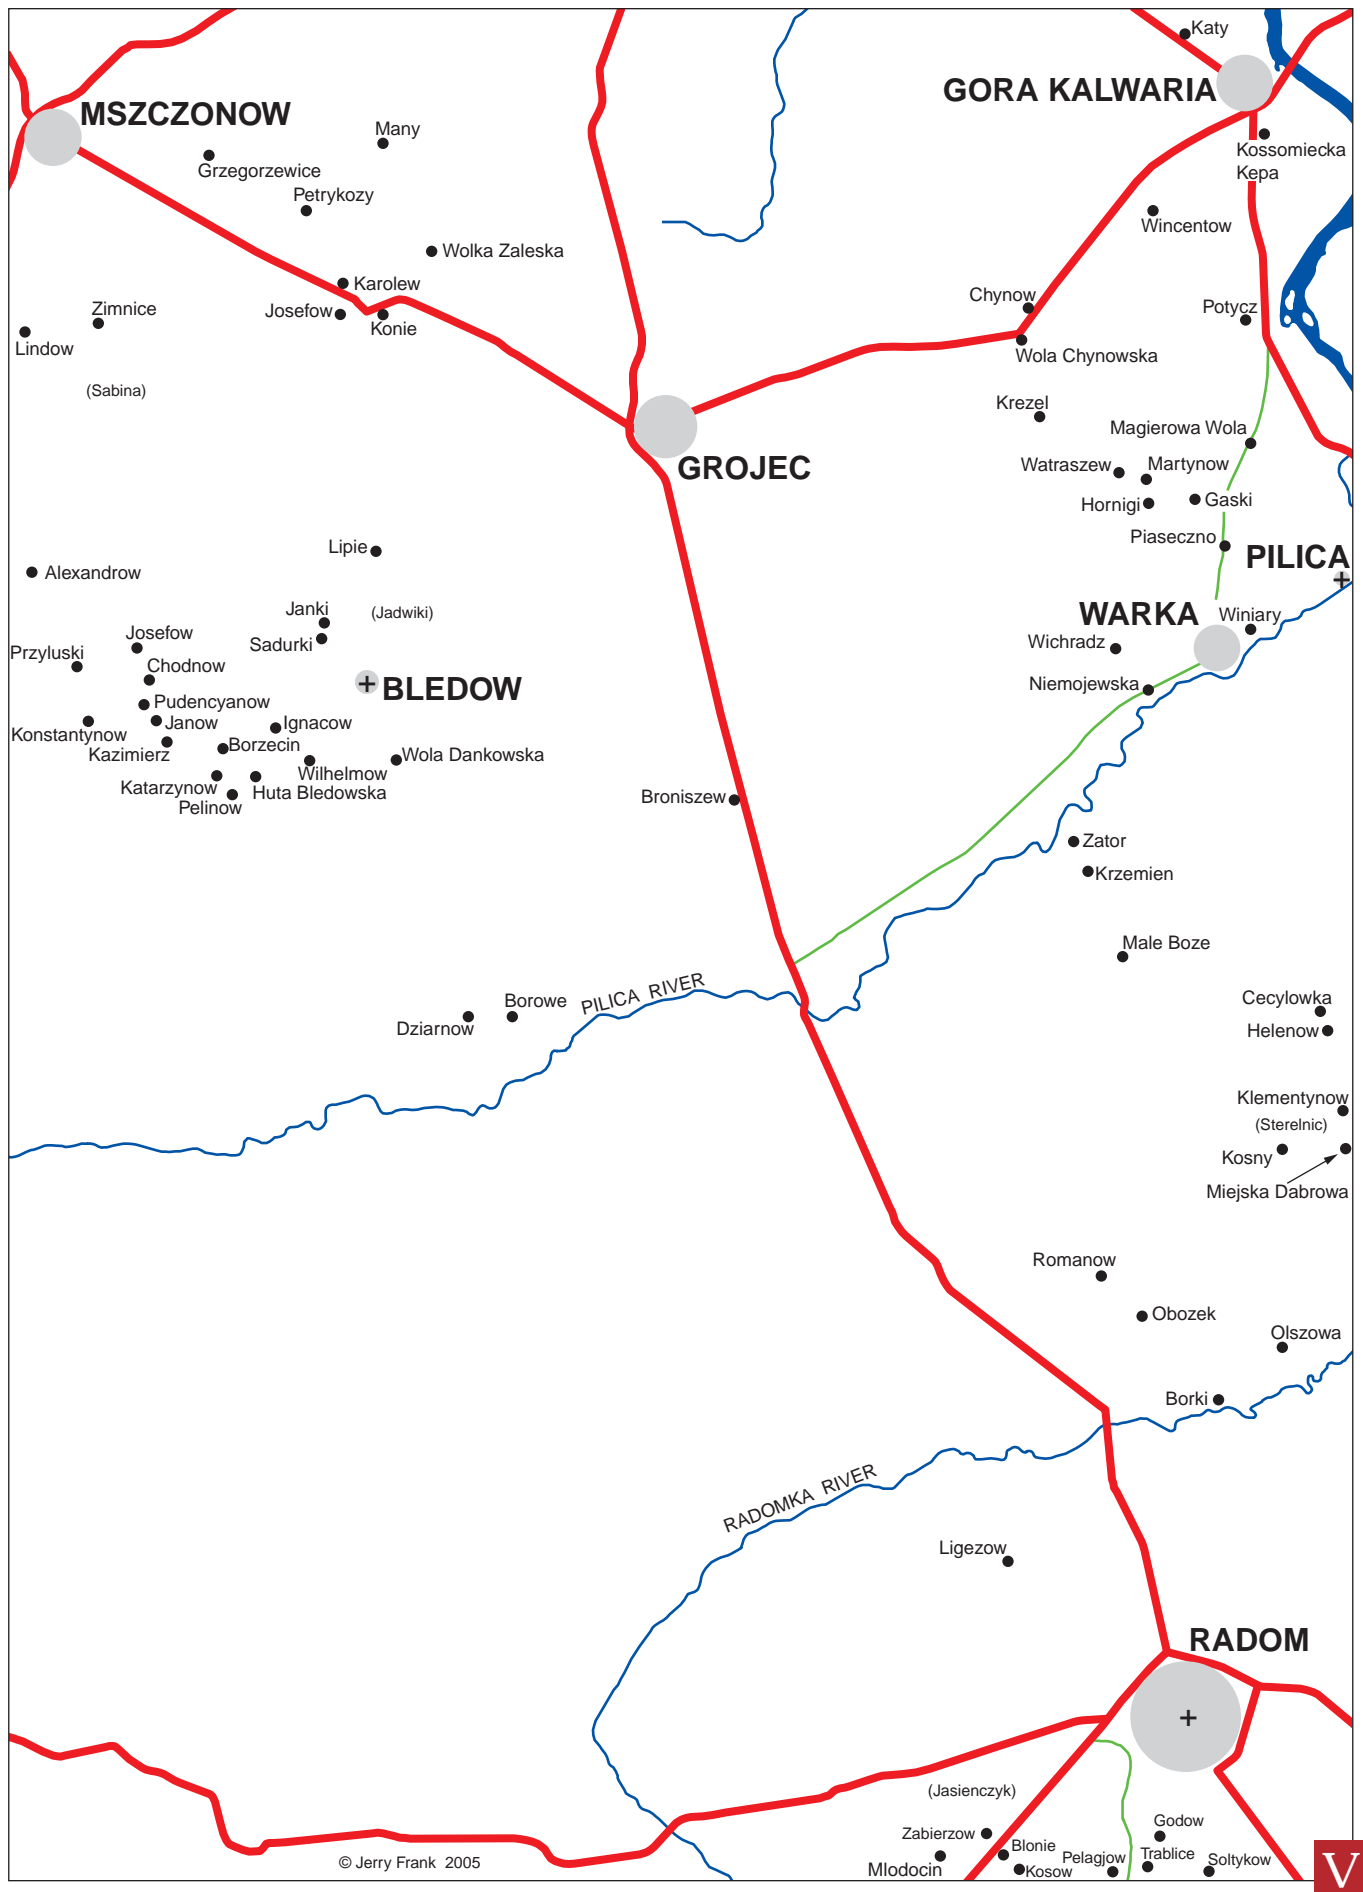 Katy
GORA KALWARIA
MSZCZONOW
Many
Kossomiecka
Kepa
Grzegorzewice
Petrykozy
Wincentow
Wolka Zaleska
Karolew
Chynow
Zimnice
Josefow
Konie
Potycz
Lindow
Wola Chynowska
(Sabina)
Krezel
Magierowa Wola
GROJEC
Watraszew
Martynow
Hornigi
Gaski
Piaseczno
Lipie
PILICA
Alexandrow
Janki
(Jadwiki)
WARKA
Winiary
Josefow
Sadurki
Wichradz
Przyluski
Chodnow
BLEDOW
Niemojewska
Pudencyanow
Janow
Ignacow
Konstantynow
Borzecin
Kazimierz
Wola Dankowska
Wilhelmow
Katarzynow
Huta Bledowska
Pelinow
Broniszew
Zator
Krzemien
Male Boze
PILICA RIVER
Borowe
Cecylowka
Dziarnow
Helenow
Klementynow
(Sterelnic)
Kosny
Miejska Dabrowa
Romanow
Obozek
Olszowa
Borki
RADOMKA RIVER
Ligezow
RADOM
(Jasienczyk)
Godow
Zabierzow
Blonie
Trablice
Pelagjow
Soltykow
© Jerry Frank 2005
Mlodocin
Kosow
V